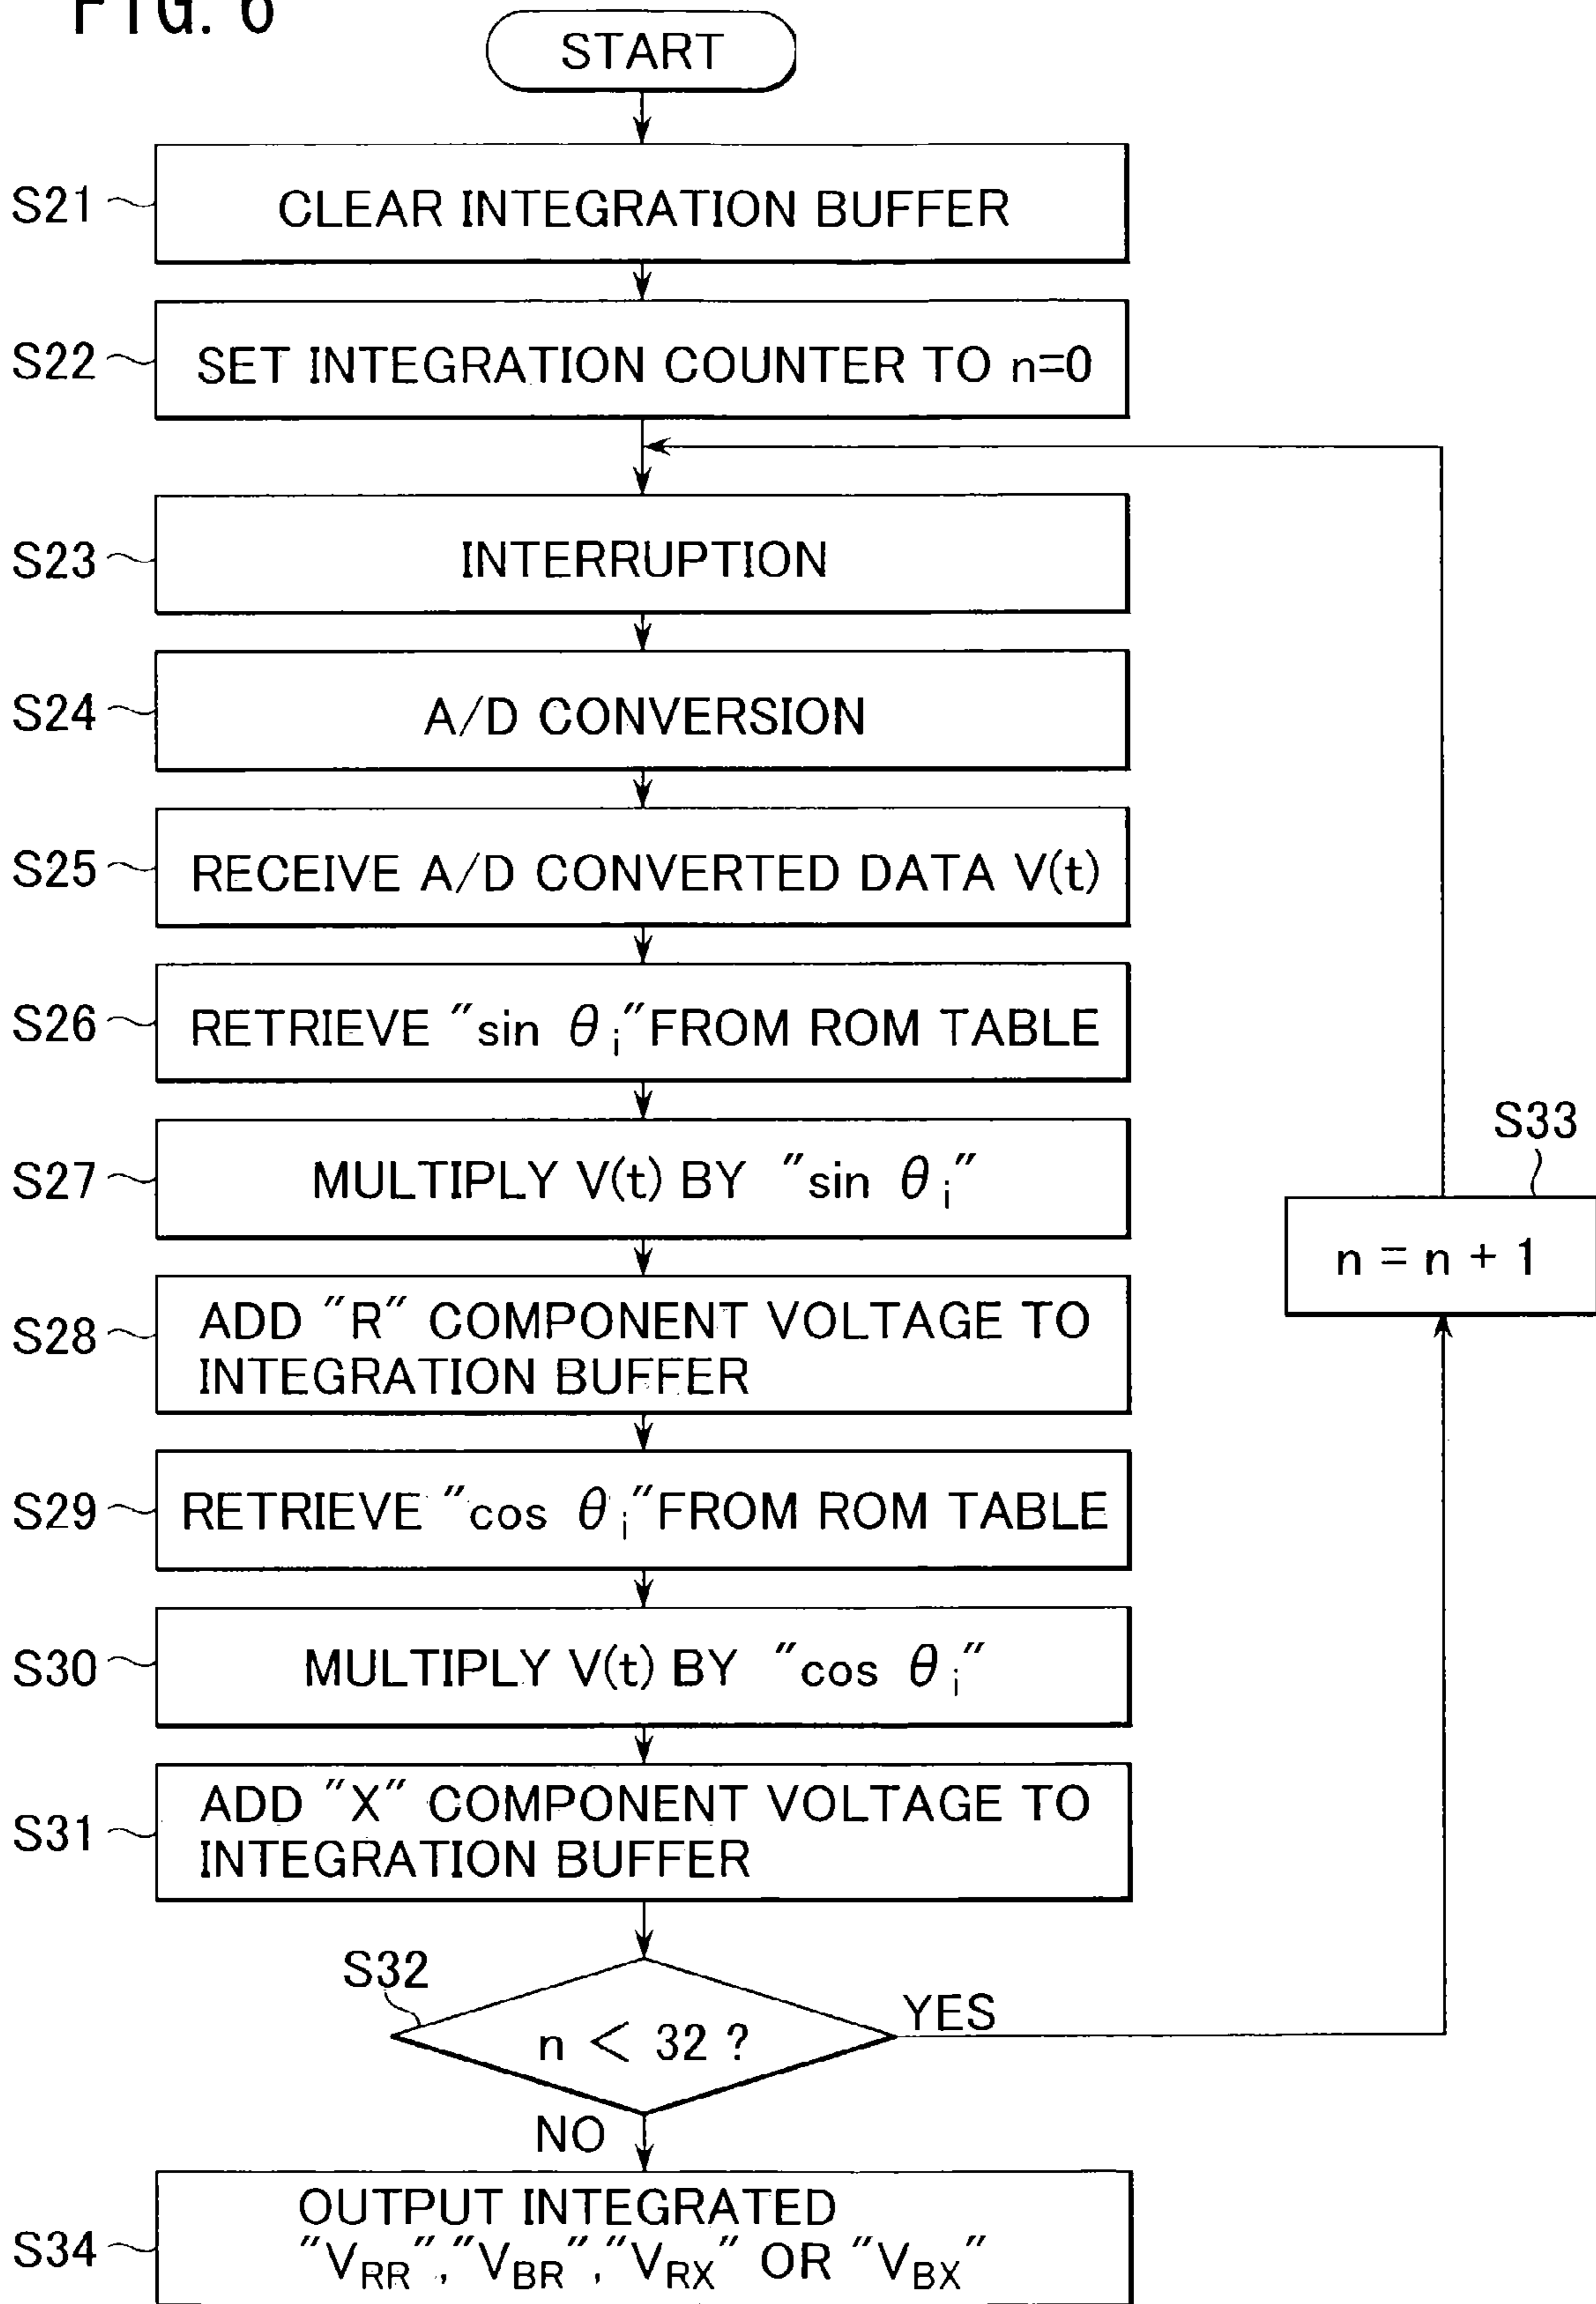 FIG. 6
START
S21
CLEAR INTEGRATION BUFFER
S22
SET INTEGRATION COUNTER TO n=0
S23
INTERRUPTION
S24
A/D CONVERSION
S25
RECEIVE A/D CONVERTED DATA V(t)
S26
RETRIEVE "sin θi" FROM ROM TABLE
S27
MULTIPLY V(t) BY "sin θi"
S33
n = n + 1
S28
ADD "R" COMPONENT VOLTAGE TO
INTEGRATION BUFFER
S29
RETRIEVE "cos θi" FROM ROM TABLE
S30
MULTIPLY V(t) BY "cos θi"
S31
ADD "X" COMPONENT VOLTAGE TO
INTEGRATION BUFFER
S32
n < 32 ?
YES
NO
S34
OUTPUT INTEGRATED
"VRR", "VBR", "VRX" OR "VBX"